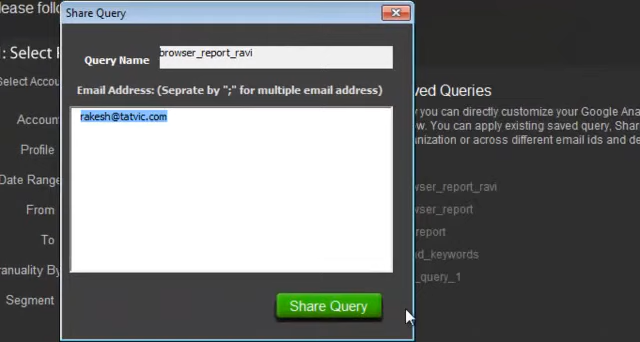 lease foll
Share Query
Query Name
browser_report_ravi
Email Address: (Seprate by ";" for multiple email address)
rakesh@tatvic.com
Share Query
: Select
Select Accou
Accoun
Profile
Date Range
From
To
ranuality By
Segment
ved Queries
you can directly customize your Google Ana
w. You can apply existing saved query, Shar
anization or across different email ids and de
wser_report_ravi
wser_report
report
nd_keywords
_query_1